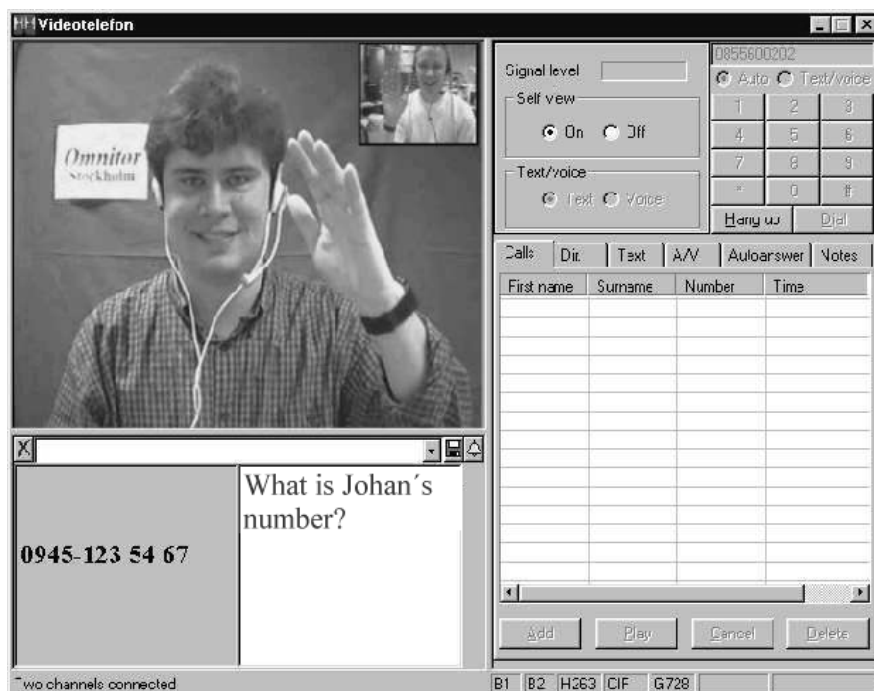 Videotelefon
Omnitor
Stockholm
Signal level
Self view
On Off
Text/voice
Text Voice
0855600202
Auto Text/voice
1 2 3
4 5 6
7 8 9
* 0 #
Hang up Dial
Calls Dir. Text A/V Autoanswer Notes
First name Surname Number Time
X
What is Johan´s
number?
0945-123 54 67
Add Play Cancel Delete
Two channels connected
B1 B2 H263 CIF G728